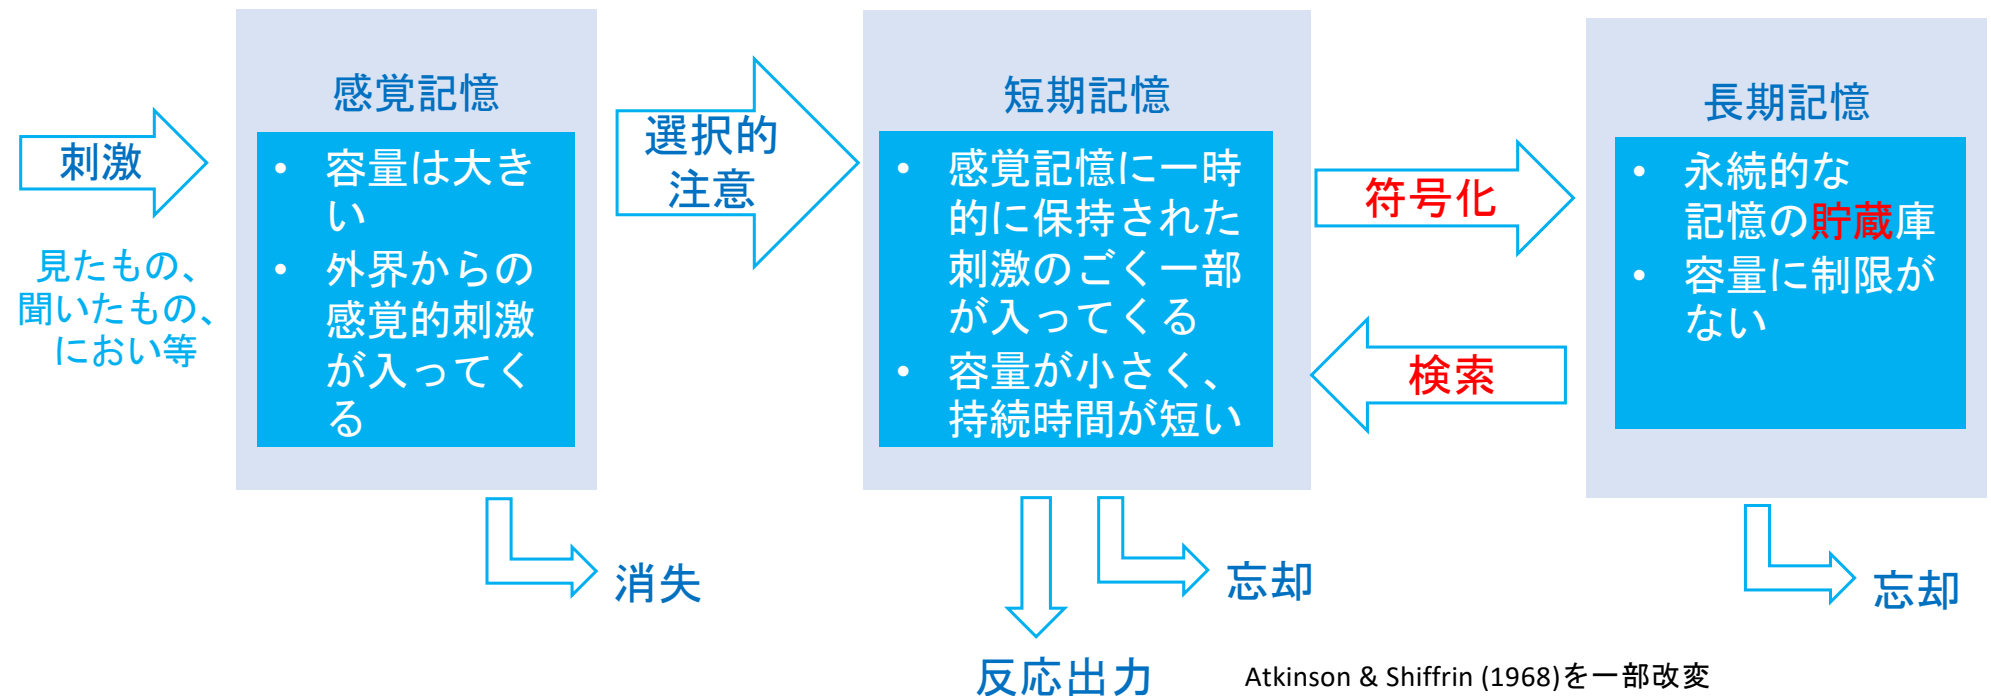 刺激
見たもの、
聞いたもの、
におい等
感覚記憶
• 容量は大き
い
• 外界からの
感覚的刺激
が入ってく
る
消失
選択的
注意
短期記憶
• 感覚記憶に一時
的に保持された
刺激のごく一部
が入ってくる
• 容量が小さく、
持続時間が短い
反応出力
忘却
符号化
検索
長期記憶
• 永続的な
記憶の貯蔵庫
• 容量に制限が
ない
忘却
Atkinson & Shiffrin (1968)を一部改変